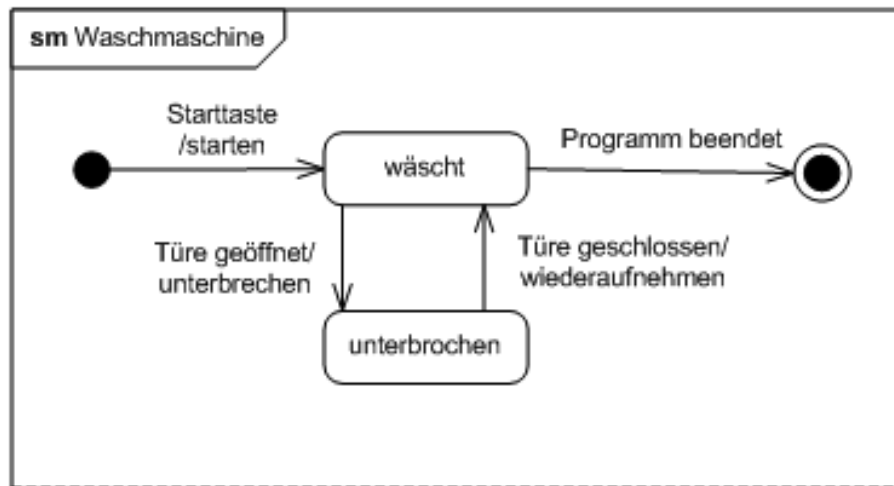 sm Waschmaschine
Starttaste
/starten
wäscht
Programm beendet
Türe geöffnet/
unterbrechen
Türe geschlossen/
wiederaufnehmen
unterbrochen